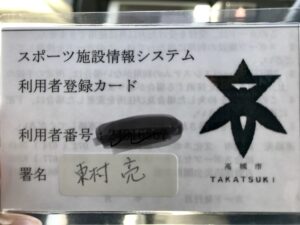 スポーツ施設情報システム
利用者登録カード
利用者番号
署名 東村 亮
高槻市
TAKATSUKI